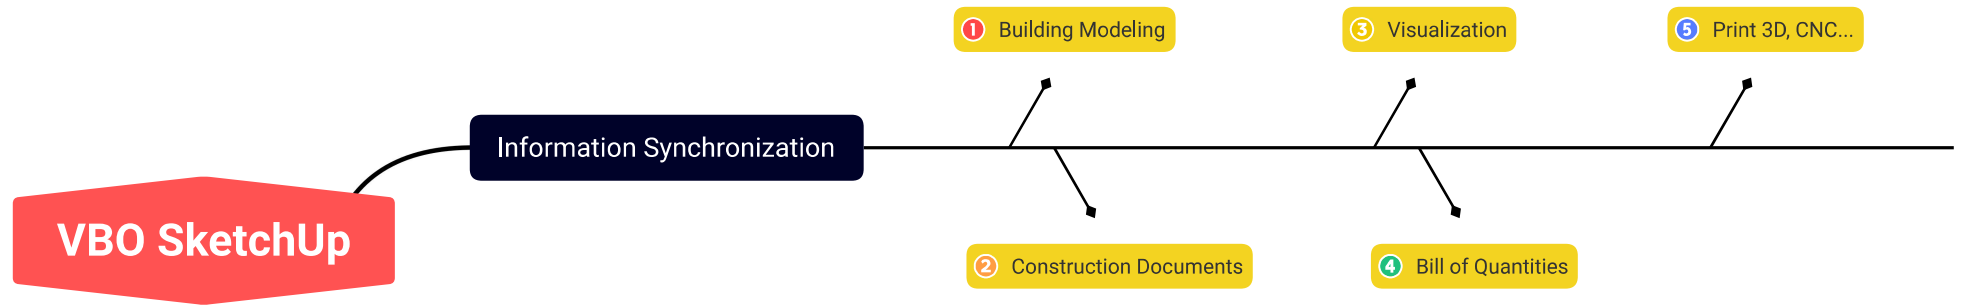 VBO SketchUp
Information Synchronization
1 Building Modeling
2 Construction Documents
3 Visualization
4 Bill of Quantities
5 Print 3D, CNC...